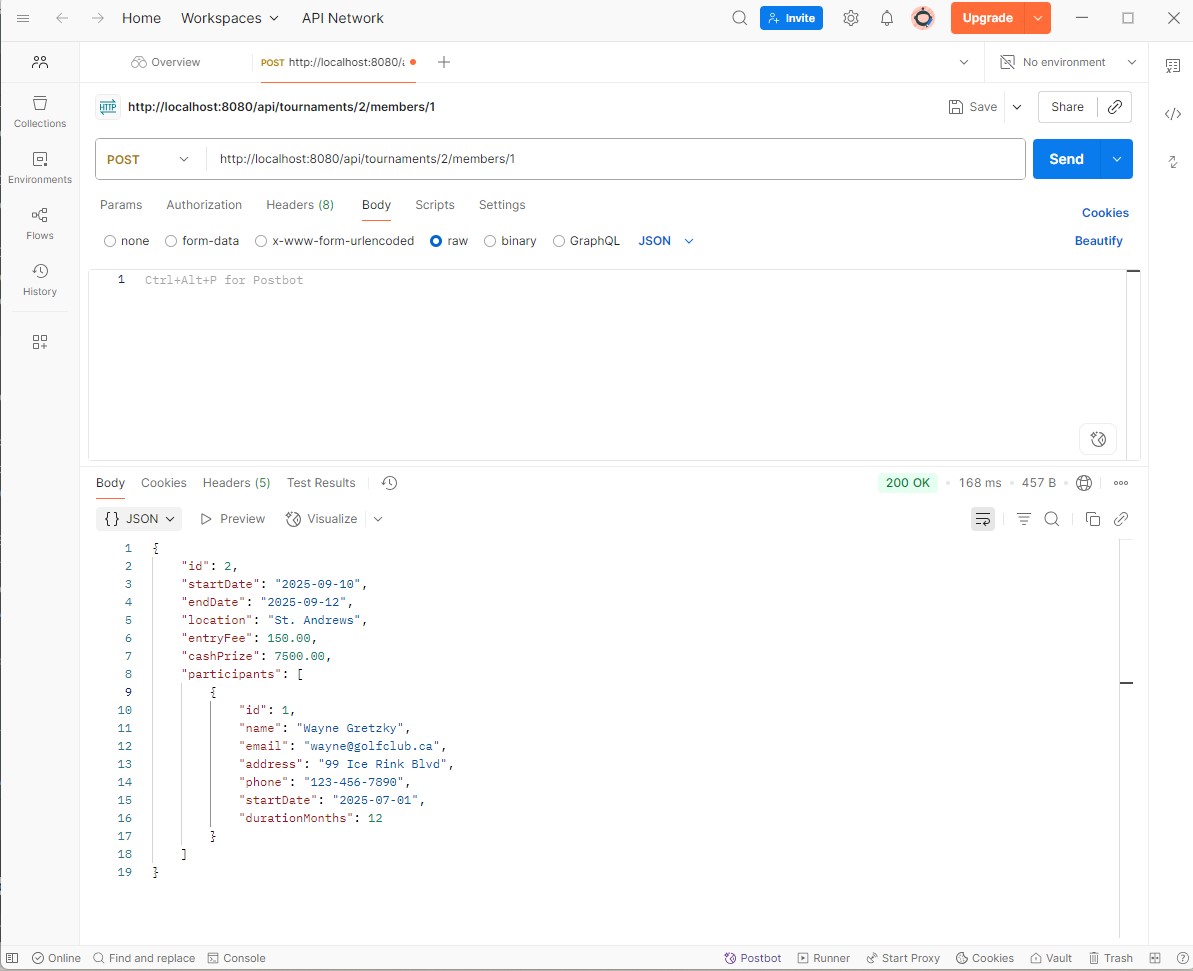 Home Workspaces API Network Invite Upgrade
Overview POST http://localhost:8080/a No environment
HTTP http://localhost:8080/api/tournaments/2/members/1 Save Share
Collections
POST http://localhost:8080/api/tournaments/2/members/1 Send
Environments
Params Authorization Headers (8) Body Scripts Settings Cookies
Flows
none form-data x-www-form-urlencoded raw binary GraphQL JSON Beautify
History
1 Ctrl+Alt+P for Postbot
Body Cookies Headers (5) Test Results 200 OK 168 ms 457 B
{} JSON Preview Visualize
1 {
2 "id": 2,
3 "startDate": "2025-09-10",
4 "endDate": "2025-09-12",
5 "location": "St. Andrews",
6 "entryFee": 150.00,
7 "cashPrize": 7500.00,
8 "participants": [
9 {
10 "id": 1,
11 "name": "Wayne Gretzky",
12 "email": "wayne@golfclub.ca",
13 "address": "99 Ice Rink Blvd",
14 "phone": "123-456-7890",
15 "startDate": "2025-07-01",
16 "durationMonths": 12
17 }
18 ]
19 }
Online Find and replace Console Postbot Runner Start Proxy Cookies Vault Trash